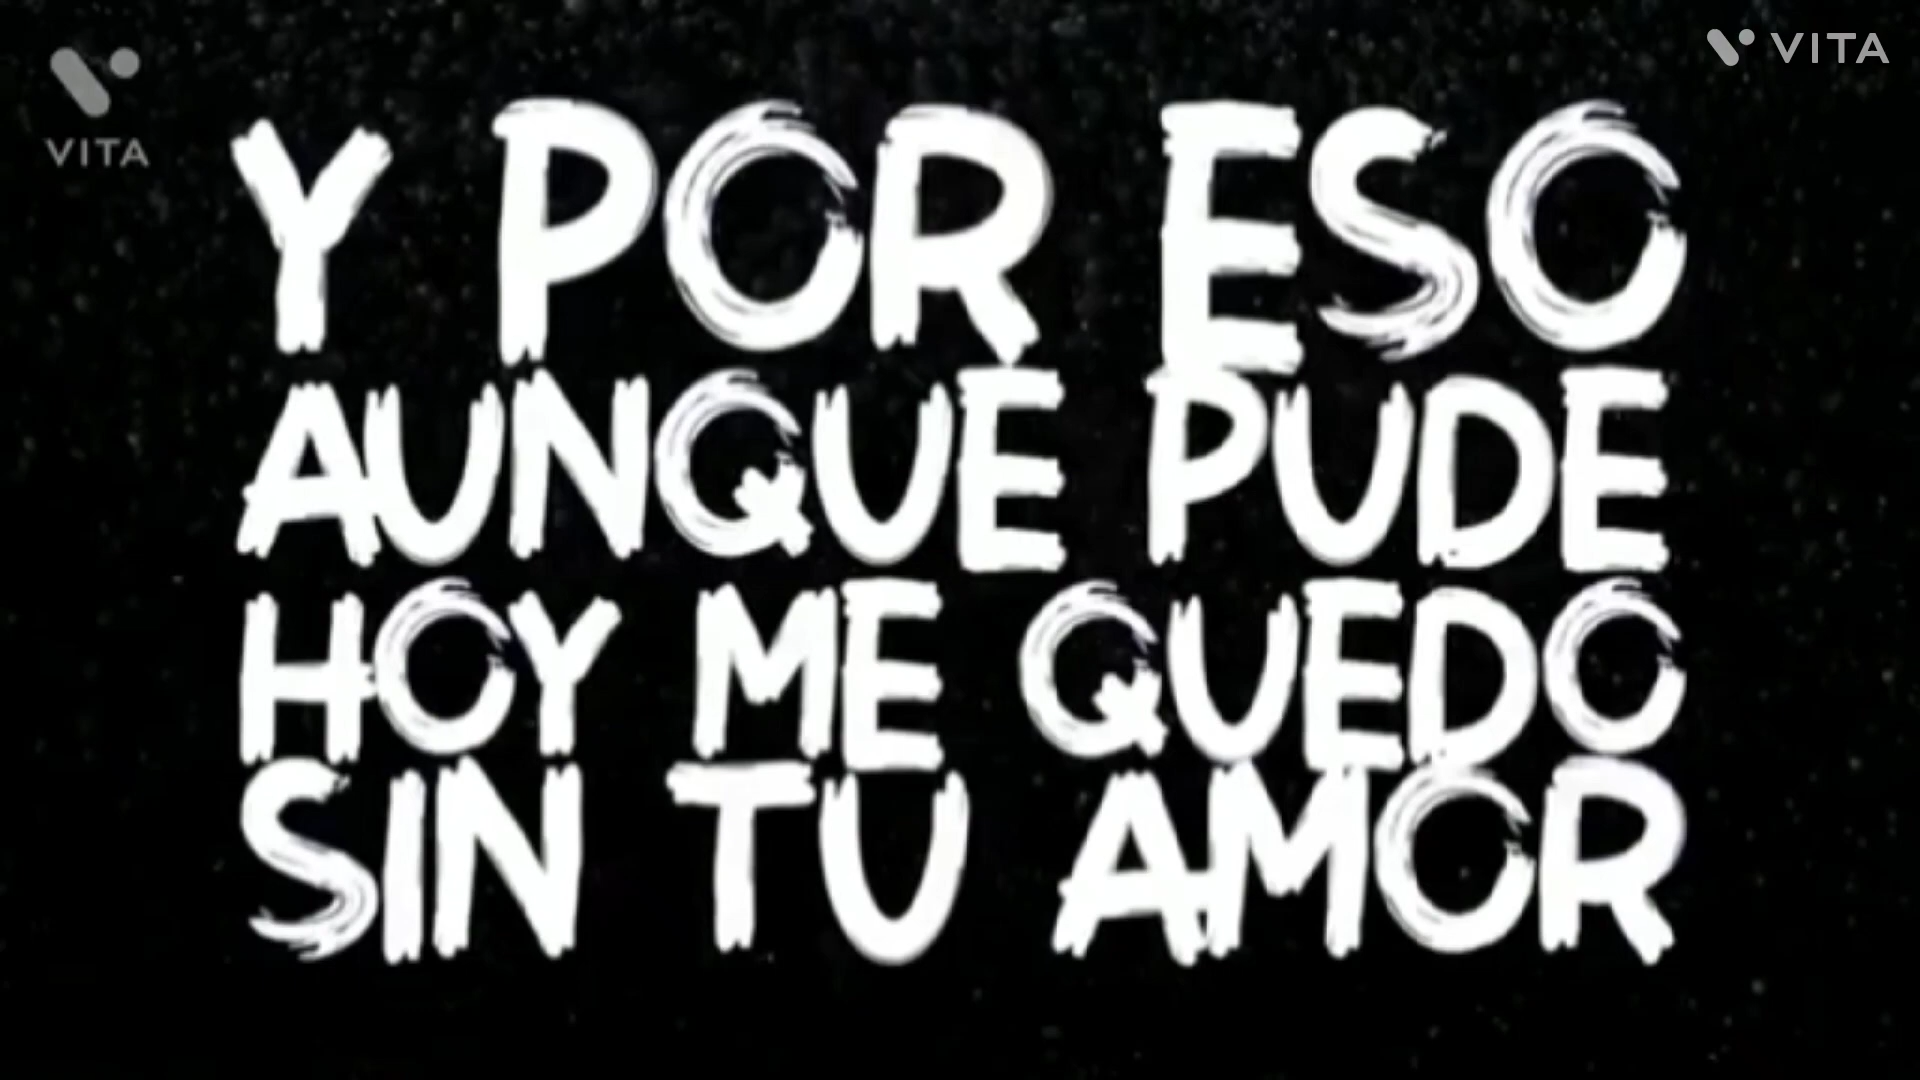 VITA
VITA
Y POR ESO
AUNQUE PUDE
HOY ME QUEDO
SIN TU AMOR